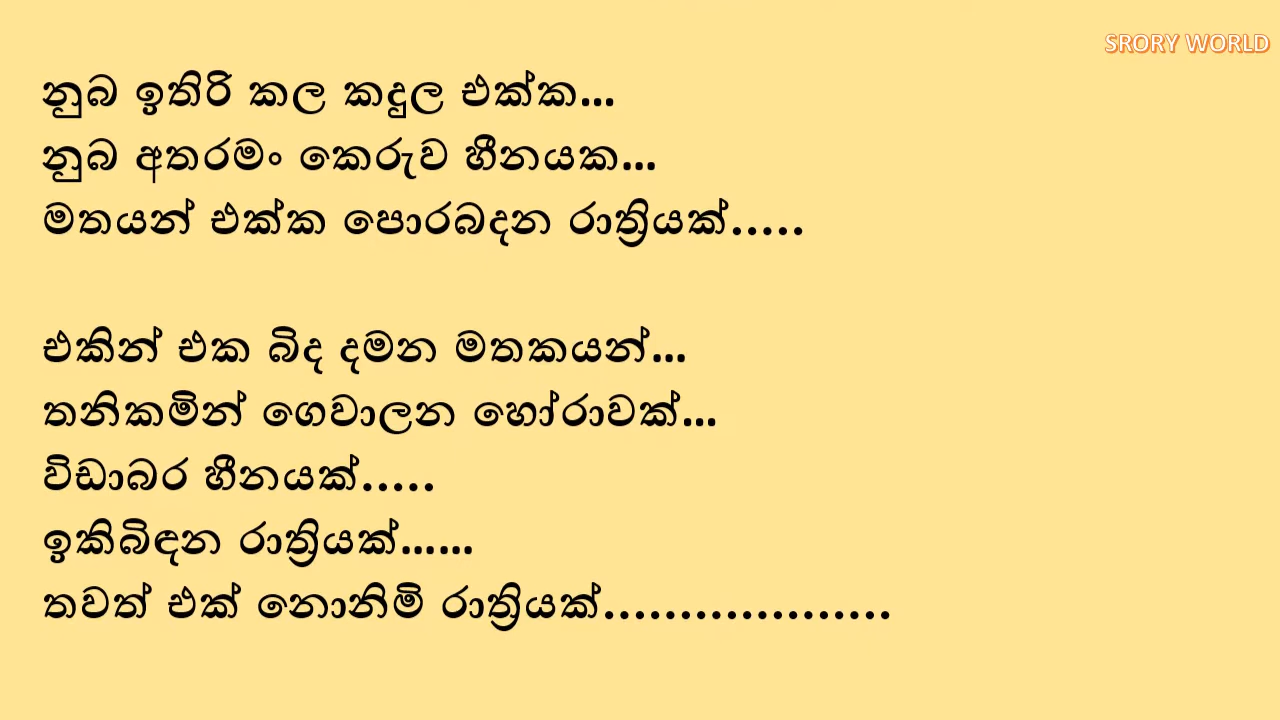 SRORY WORLD
නුබ ඉතිරි කල කදුල එක්ක...
නුබ අතරමං කෙරුව හීනයක...
මතයන් එක්ක පොරබදන රාත්‍රියක්.....
එකින් එක බිද දමන මතකයන්...
තනිකමින් ගෙවාලන හෝරාවක්...
විඩාබර හීනයක්.....
ඉකිබිඳන රාත්‍රියක්......
තවත් එක් නොනිමි රාත්‍රියක්...................